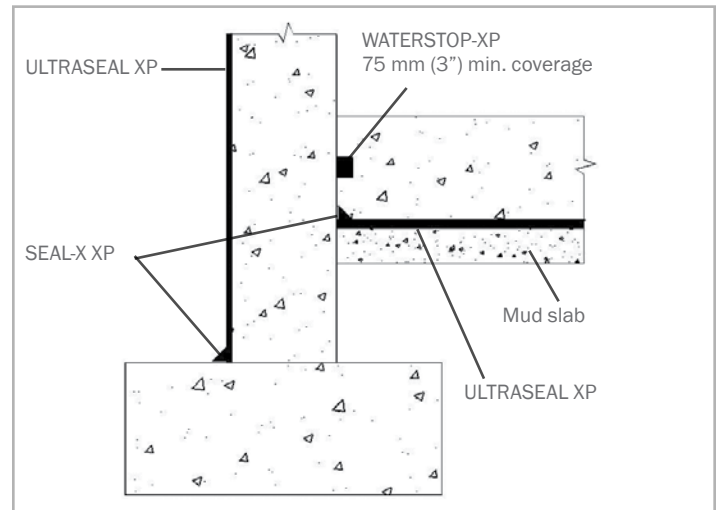 WATERSTOP-XP
75 mm (3”) min. coverage
ULTRASEAL XP
SEAL-X XP
Mud slab
ULTRASEAL XP